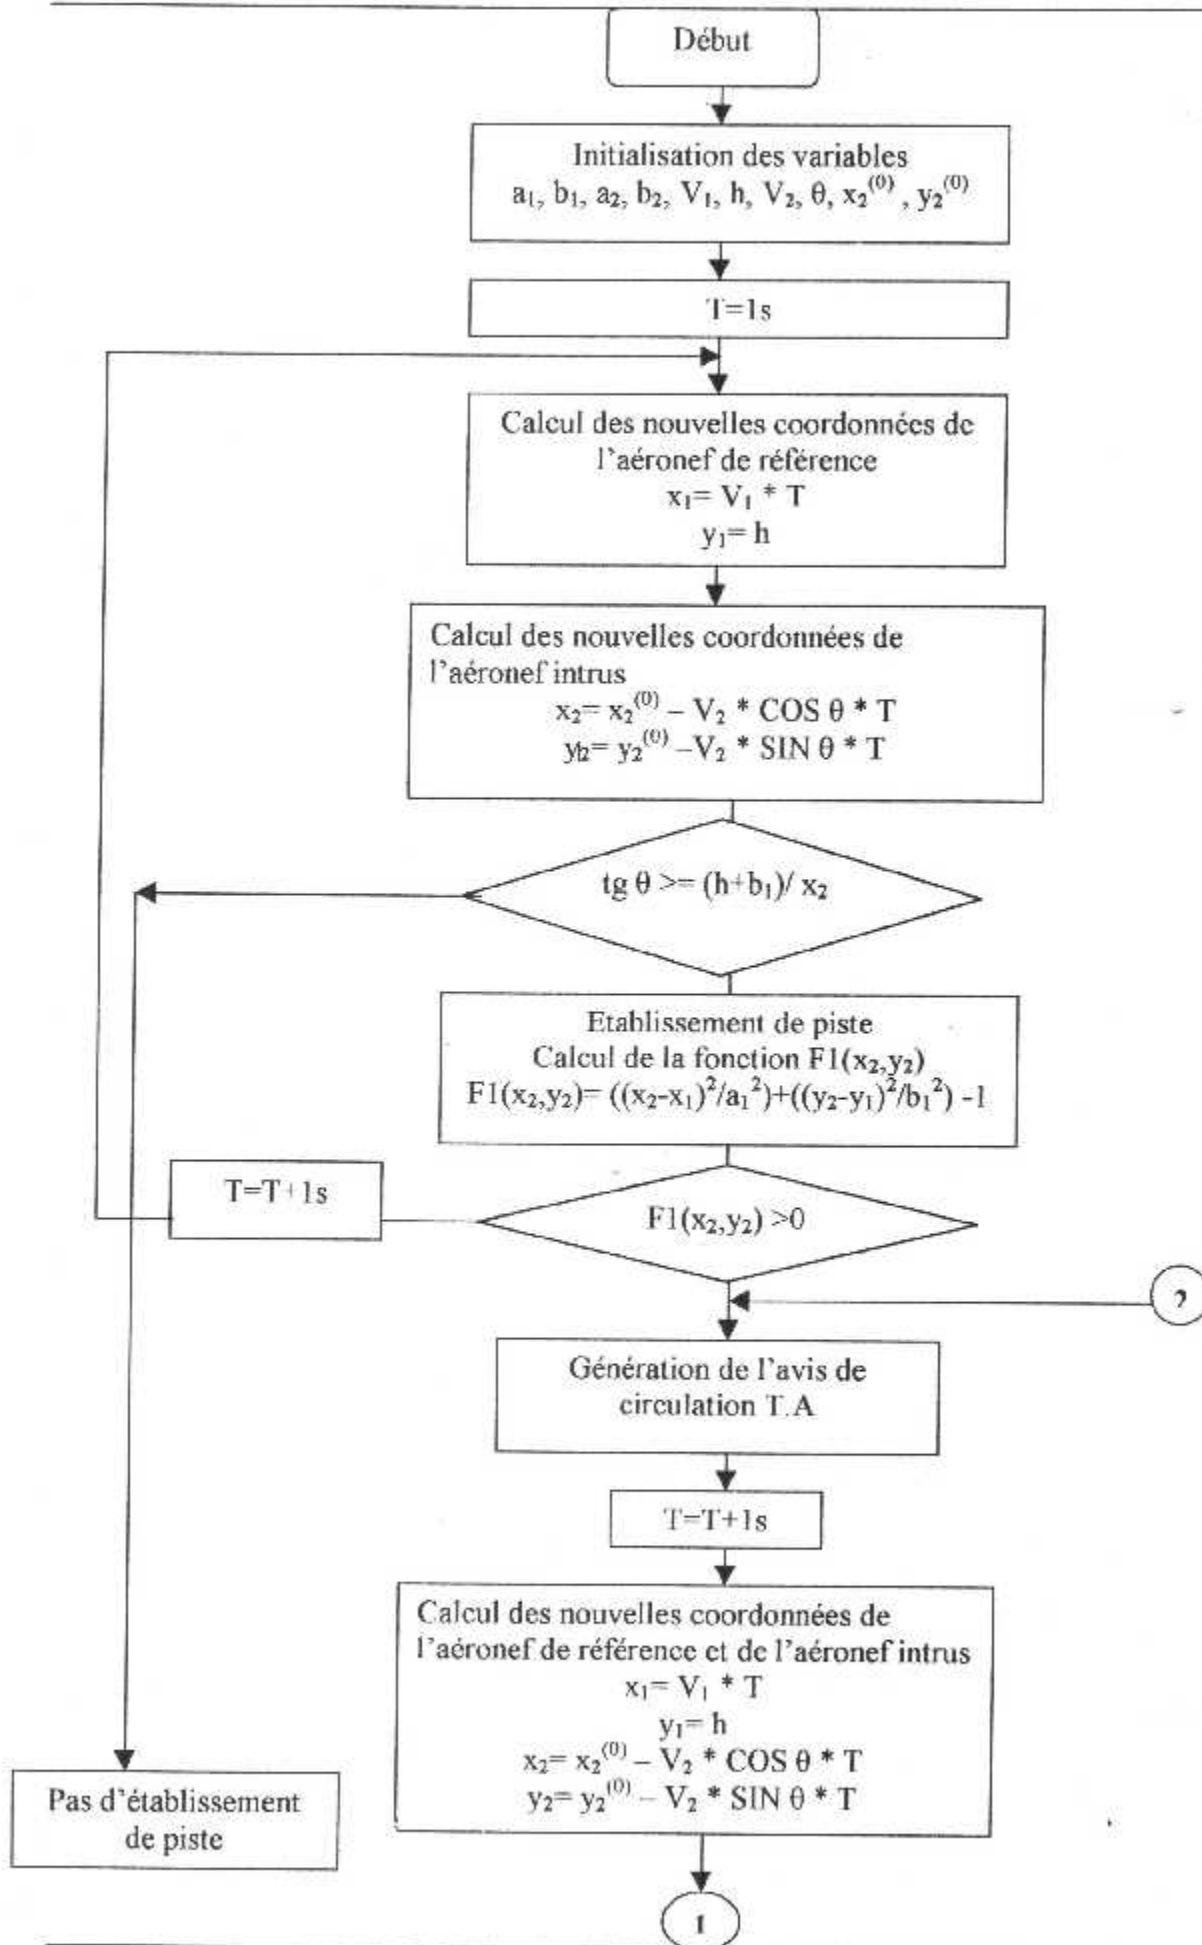 Début
Initialisation des variables
a₁, b₁, a₂, b₂, V₁, h, V₂, θ, x₂⁽⁰⁾ , y₂⁽⁰⁾
T=1s
Calcul des nouvelles coordonnées de
l'aéronef de référence
x₁= V₁ * T
y₁= h
Calcul des nouvelles coordonnées de
l'aéronef intrus
x₂= x₂⁽⁰⁾ – V₂ * COS θ * T
y₂= y₂⁽⁰⁾ –V₂ * SIN θ * T
tg θ >= (h+b₁)/ x₂
Etablissement de piste
Calcul de la fonction F1(x₂,y₂)
F1(x₂,y₂)= ((x₂-x₁)²/a₁²)+((y₂-y₁)²/b₁²) -1
T=T+1s
F1(x₂,y₂) >0
2
Génération de l'avis de
circulation T.A
T=T+1s
Calcul des nouvelles coordonnées de
l'aéronef de référence et de l'aéronef intrus
x₁= V₁ * T
y₁= h
x₂= x₂⁽⁰⁾ – V₂ * COS θ * T
y₂= y₂⁽⁰⁾ – V₂ * SIN θ * T
Pas d'établissement
de piste
1